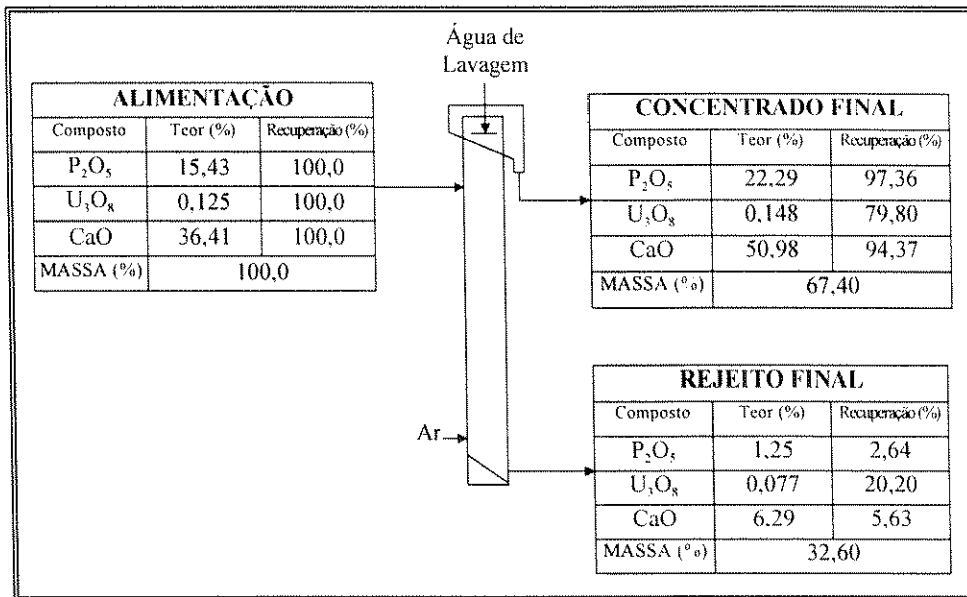 Água de
Lavagem
ALIMENTAÇÃO
Composto Teor (%) Recuperação (%)
P₂O₅ 15,43 100,0
U₃O₈ 0,125 100,0
CaO 36,41 100,0
MASSA (%) 100,0
CONCENTRADO FINAL
Composto Teor (%) Recuperação (%)
P₂O₅ 22,29 97,36
U₃O₈ 0,148 79,80
CaO 50,98 94,37
MASSA (%) 67,40
Ar
REJEITO FINAL
Composto Teor (%) Recuperação (%)
P₂O₅ 1,25 2,64
U₃O₈ 0,077 20,20
CaO 6,29 5,63
MASSA (%) 32,60